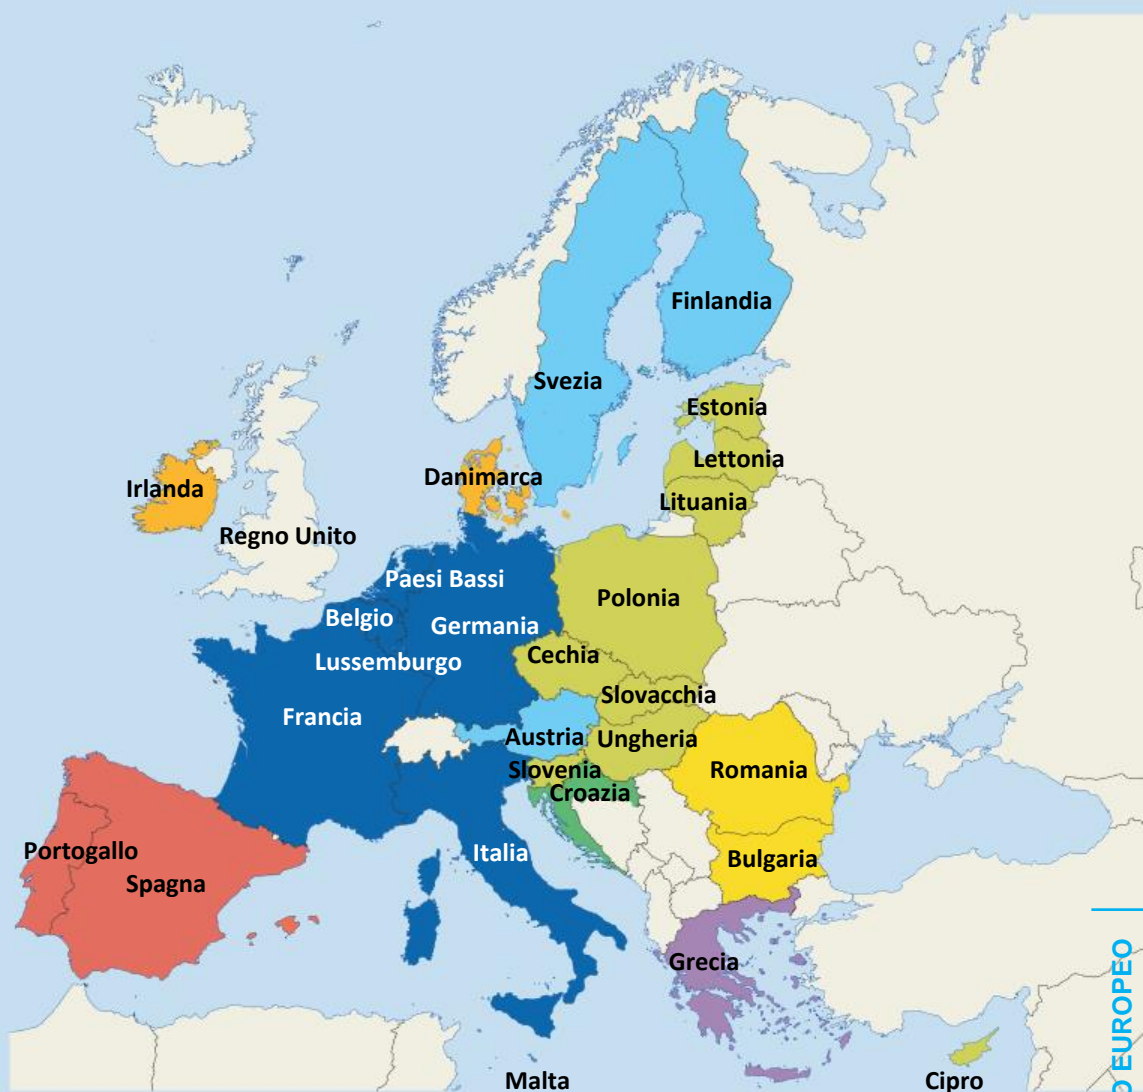 Finlandia
Svezia
Estonia
Lettonia
Danimarca
Irlanda
Lituania
Regno Unito
Paesi Bassi
Polonia
Belgio
Germania
Cechia
Lussemburgo
Slovacchia
Francia
Austria
Ungheria
Slovenia
Romania
Croazia
Portogallo
Italia
Bulgaria
Spagna
Grecia
Malta
Cipro
O EUROPEO